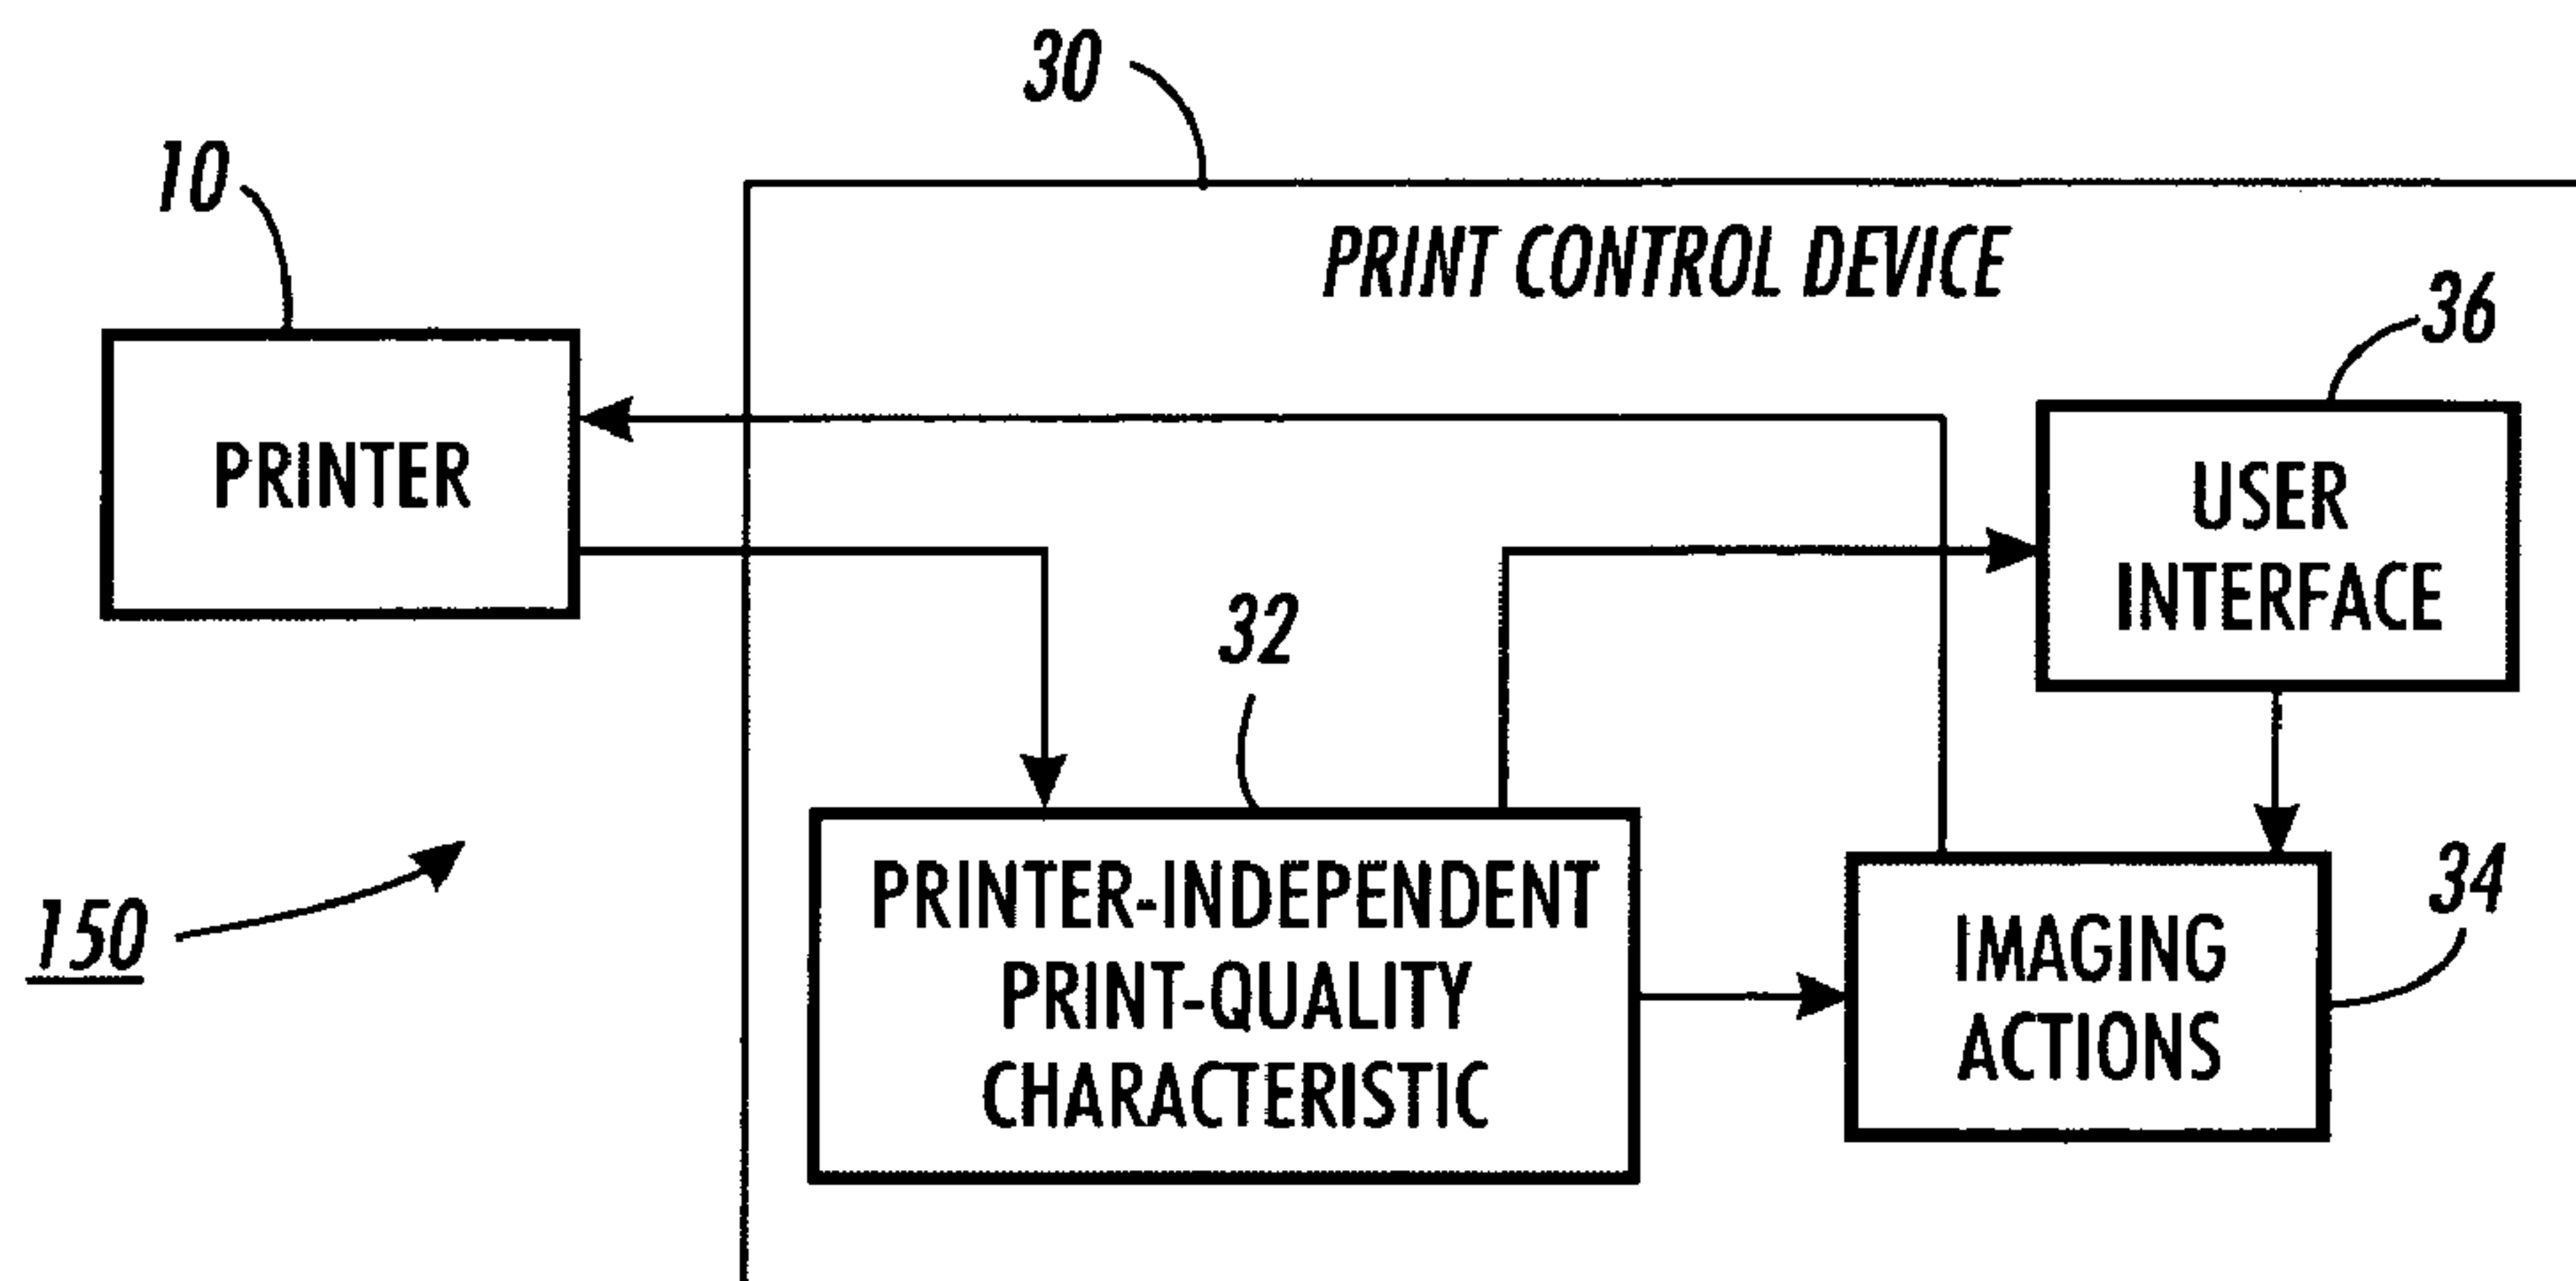 30
10
PRINT CONTROL DEVICE
36
PRINTER
USER
INTERFACE
32
PRINTER-INDEPENDENT
PRINT-QUALITY
CHARACTERISTIC
34
IMAGING
ACTIONS
150